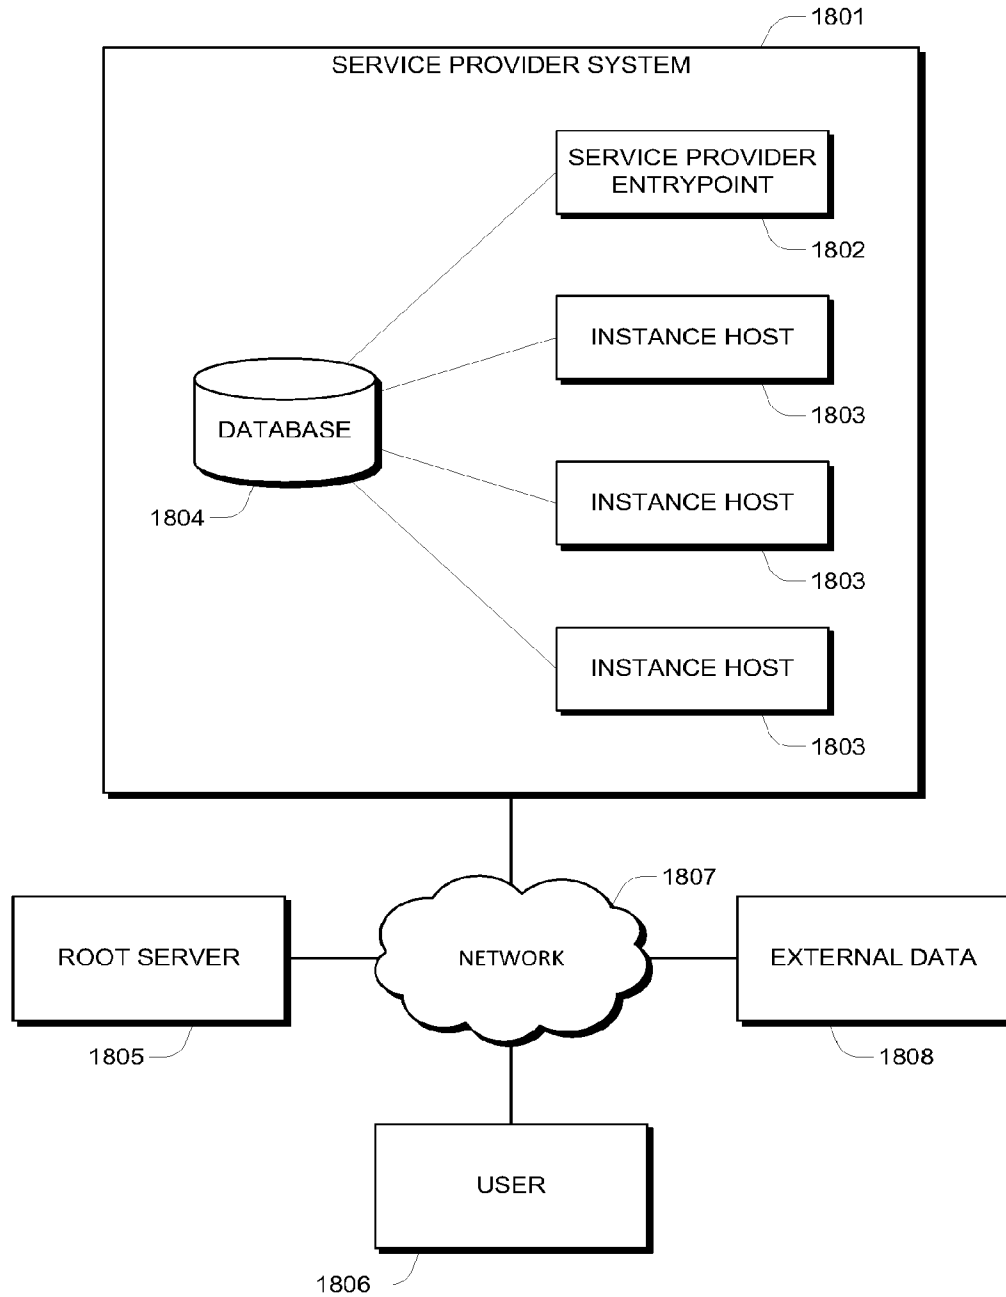 1801
SERVICE PROVIDER SYSTEM
SERVICE PROVIDER
ENTRYPOINT
1802
INSTANCE HOST
1803
DATABASE
1804
INSTANCE HOST
1803
INSTANCE HOST
1803
1807
ROOT SERVER
NETWORK
EXTERNAL DATA
1805
1808
USER
1806